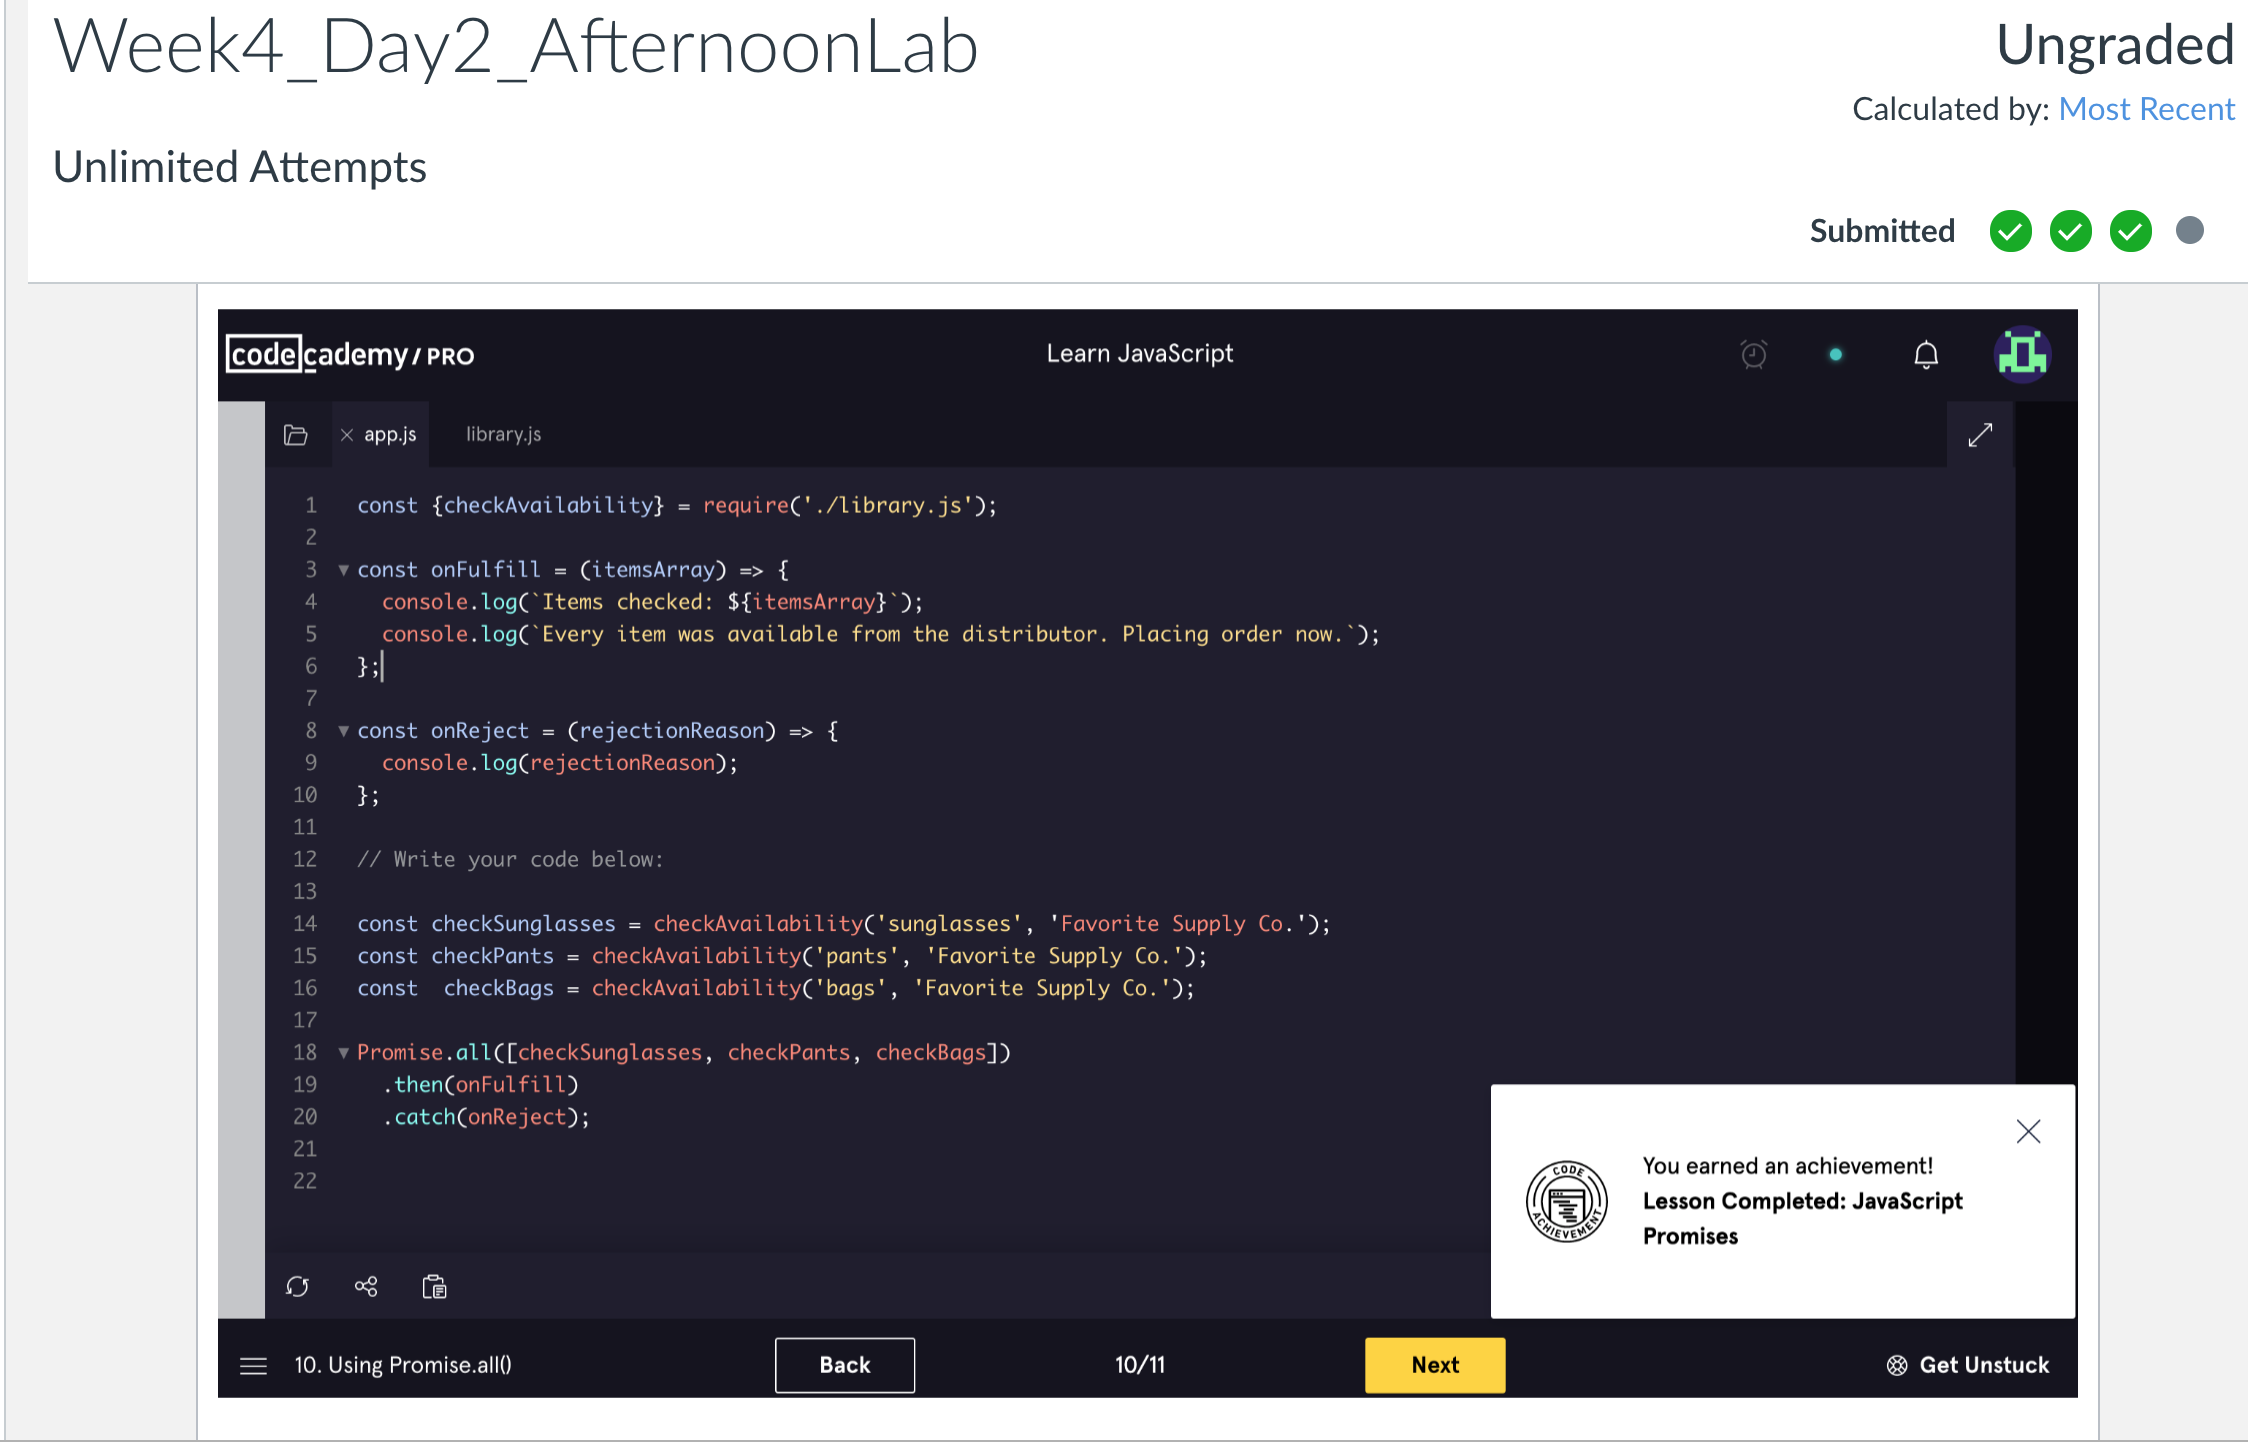 Week4_Day2_AfternoonLab
Ungraded
Calculated by: Most Recent
Unlimited Attempts
Submitted
codecademy/PRO
Learn JavaScript
app.js
library.js
1 const {checkAvailability} = require('./library.js');
2
3 const onFulfill = (itemsArray) => {
4   console.log(`Items checked: ${itemsArray}`);
5   console.log(`Every item was available from the distributor. Placing order now.`);
6 };
7
8 const onReject = (rejectionReason) => {
9   console.log(rejectionReason);
10 };
11
12 // Write your code below:
13
14 const checkSunglasses = checkAvailability('sunglasses', 'Favorite Supply Co.');
15 const checkPants = checkAvailability('pants', 'Favorite Supply Co.');
16 const  checkBags = checkAvailability('bags', 'Favorite Supply Co.');
17
18 Promise.all([checkSunglasses, checkPants, checkBags])
19   .then(onFulfill)
20   .catch(onReject);
21
22
CODE
ACHIEVEMENT
You earned an achievement!
Lesson Completed: JavaScript
Promises
10. Using Promise.all()
Back
10/11
Next
Get Unstuck